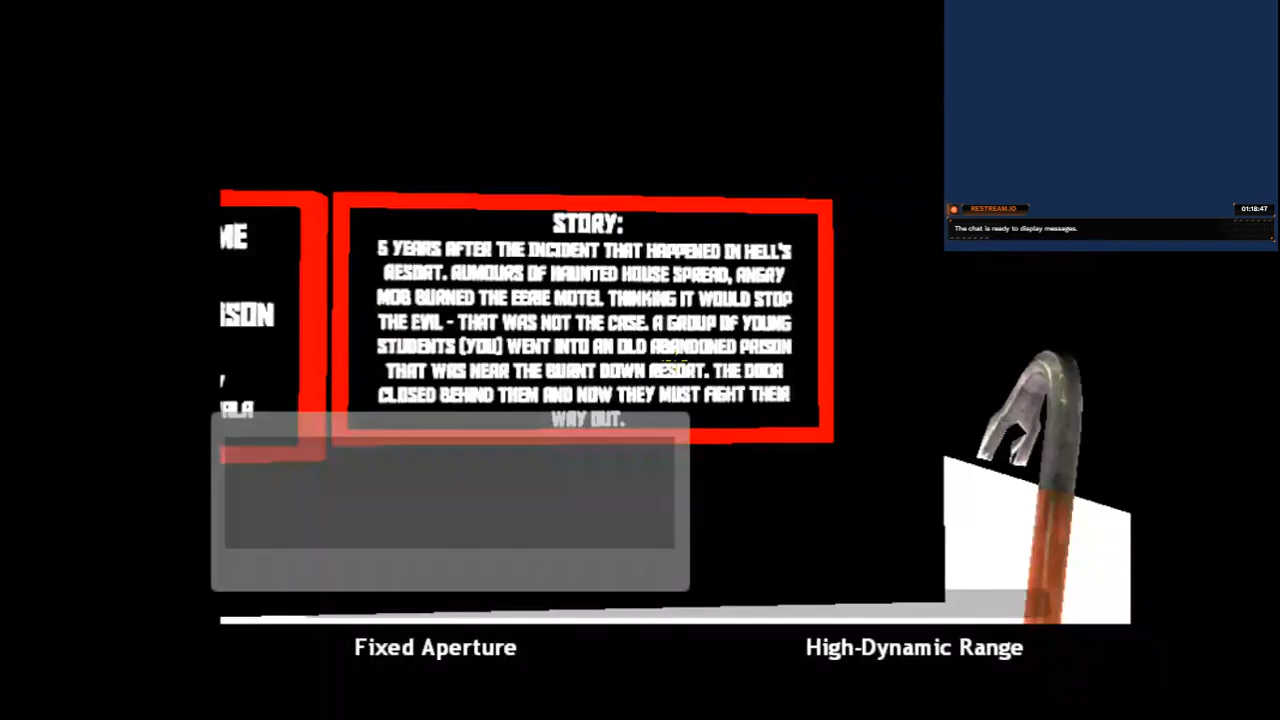 RESTREAM.IO
01:18:47
The chat is ready to display messages.
ME
ISON
ALA
STORY:
5 YEARS AFTER THE INCIDENT THAT HAPPENED IN HELL'S
RESORT. RUMOURS OF HAUNTED HOUSE SPREAD, ANGRY
MOB BURNED THE EERIE MOTEL THINKING IT WOULD STOP
THE EVIL - THAT WAS NOT THE CASE. A GROUP OF YOUNG
STUDENTS (YOU) WENT INTO AN OLD ABANDONED PRISON
THAT WAS NEAR THE BURNT DOWN RESORT. THE DOOR
CLOSED BEHIND THEM AND NOW THEY MUST FIGHT THEIR
WAY OUT.
Fixed Aperture
High-Dynamic Range